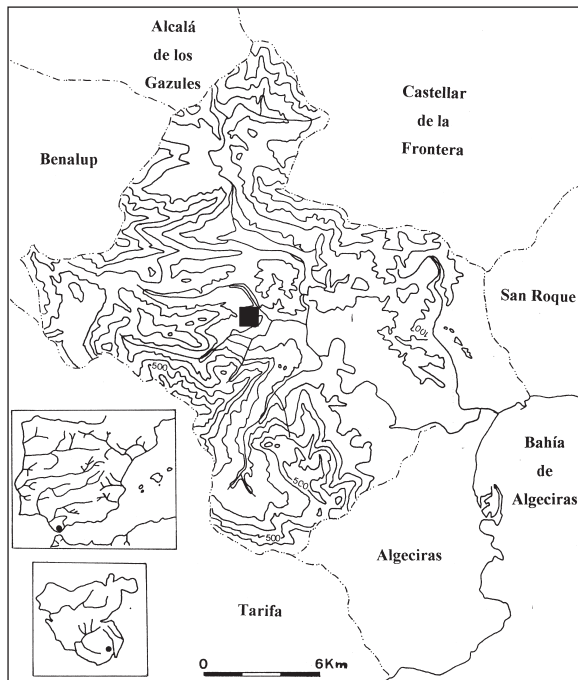 Alcalá
de los
Gazules
Castellar
de la
Frontera
Benalup
San Roque
100
500
Bahía
de
Algeciras
500
500
Algeciras
Tarifa
0
6Km